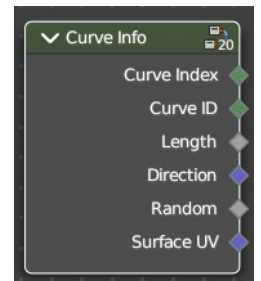 Curve Info
20
Curve Index
Curve ID
Length
Direction
Random
Surface UV